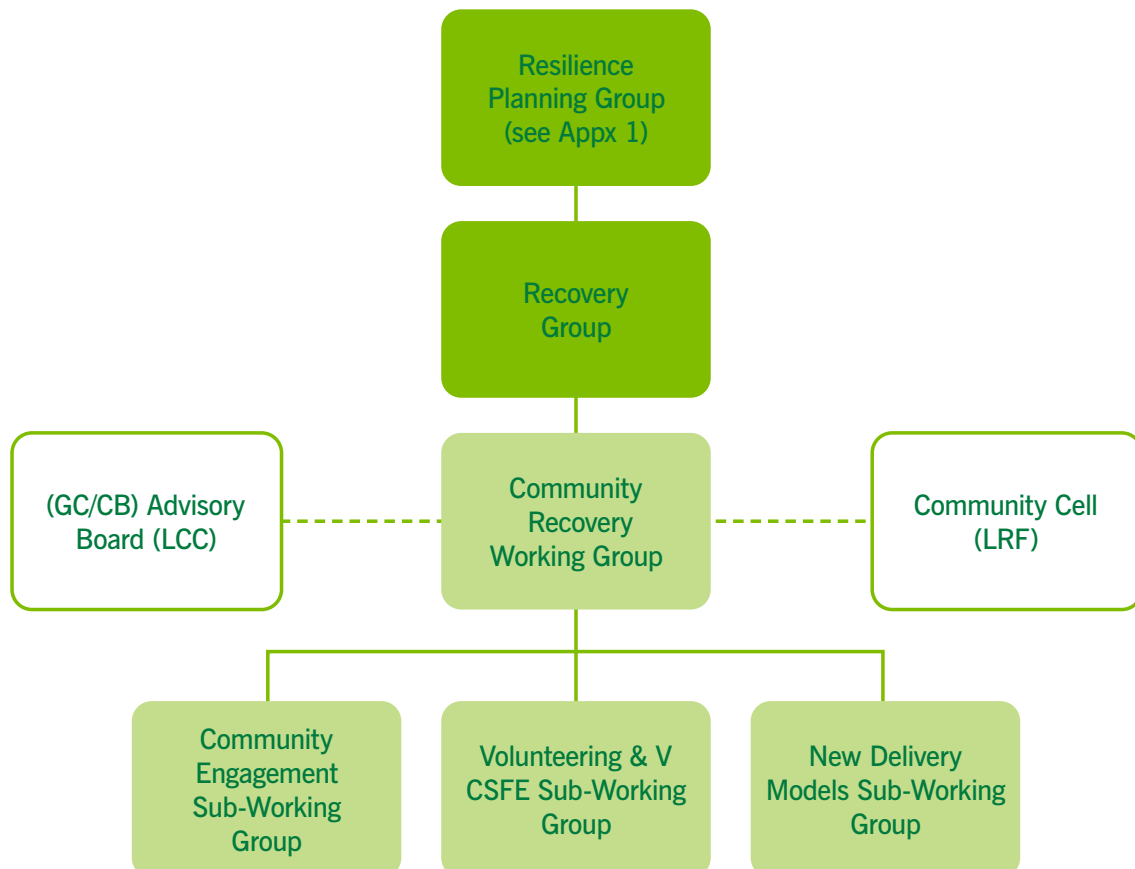 Resilience
Planning Group
(see Appx 1)
Recovery
Group
(GC/CB) Advisory
Board (LCC)
Community
Recovery
Working Group
Community Cell
(LRF)
Community
Engagement
Sub-Working
Group
Volunteering & V
CSFE Sub-Working
Group
New Delivery
Models Sub-Working
Group